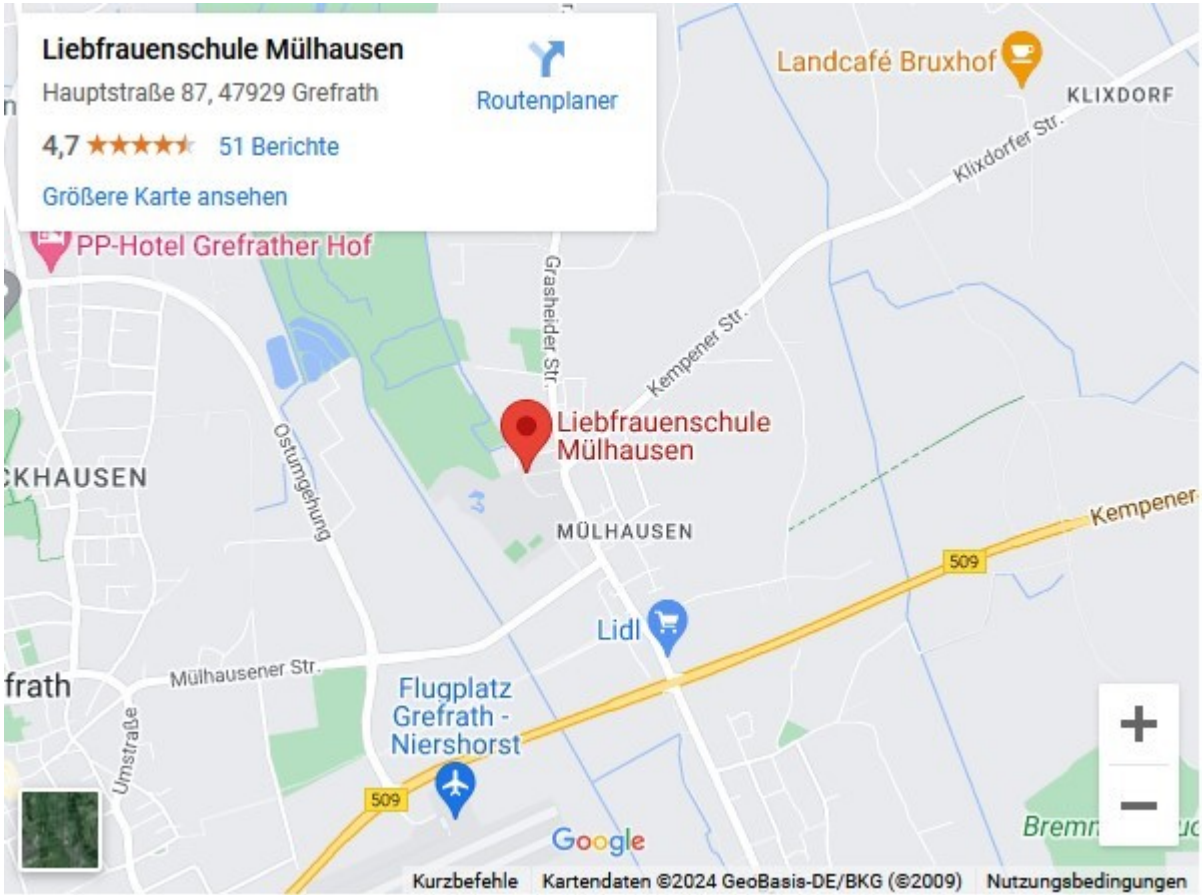 Liebfrauenschule Mülhausen
Hauptstraße 87, 47929 Grefrath
4,7
51 Berichte
Größere Karte ansehen
Routenplaner
Landcafé Bruxhof
KLIXDORF
Klixdorfer Str.
PP-Hotel Grefrather Hof
Grasheider Str.
Kempener Str.
Liebfrauenschule
Mülhausen
Ostumgehung
CKHAUSEN
MÜLHAUSEN
Kempener
509
Lidl
Mülhausener Str.
frath
Umstraße
Flugplatz
Grefrath -
Niershorst
509
Google
Kurzbefehle
Kartendaten ©2024 GeoBasis-DE/BKG (©2009)
Nutzungsbedingungen